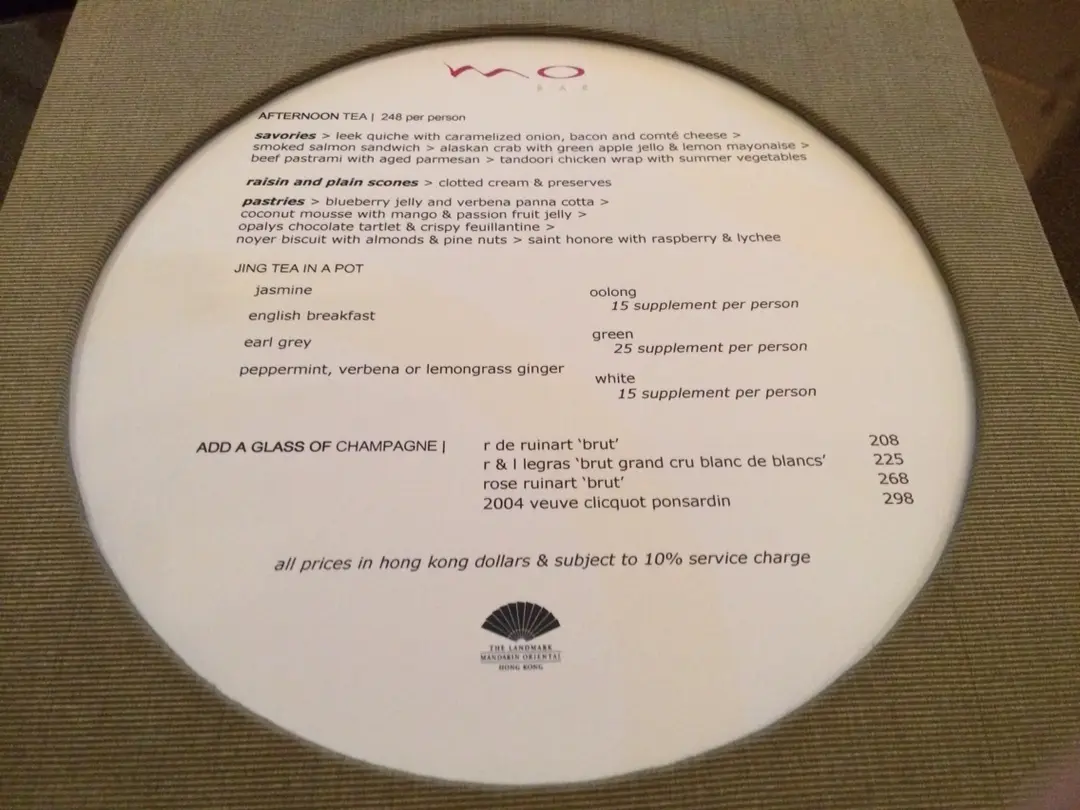 mo
BAR
AFTERNOON TEA | 248 per person
savories > leek quiche with caramelized onion, bacon and comté cheese >
smoked salmon sandwich > alaskan crab with green apple jello & lemon mayonaise >
beef pastrami with aged parmesan > tandoori chicken wrap with summer vegetables
raisin and plain scones > clotted cream & preserves
pastries > blueberry jelly and verbena panna cotta >
coconut mousse with mango & passion fruit jelly >
opalys chocolate tartlet & crispy feuillantine >
noyer biscuit with almonds & pine nuts > saint honore with raspberry & lychee
JING TEA IN A POT
jasmine
english breakfast
earl grey
peppermint, verbena or lemongrass ginger
oolong
15 supplement per person
green
25 supplement per person
white
15 supplement per person
ADD A GLASS OF CHAMPAGNE | r de ruinart ‘brut’ 208
r & l legras ‘brut grand cru blanc de blancs’ 225
rose ruinart ‘brut’ 268
2004 veuve clicquot ponsardin 298
all prices in hong kong dollars & subject to 10% service charge
THE LANDMARK
MANDARIN ORIENTAL
HONG KONG